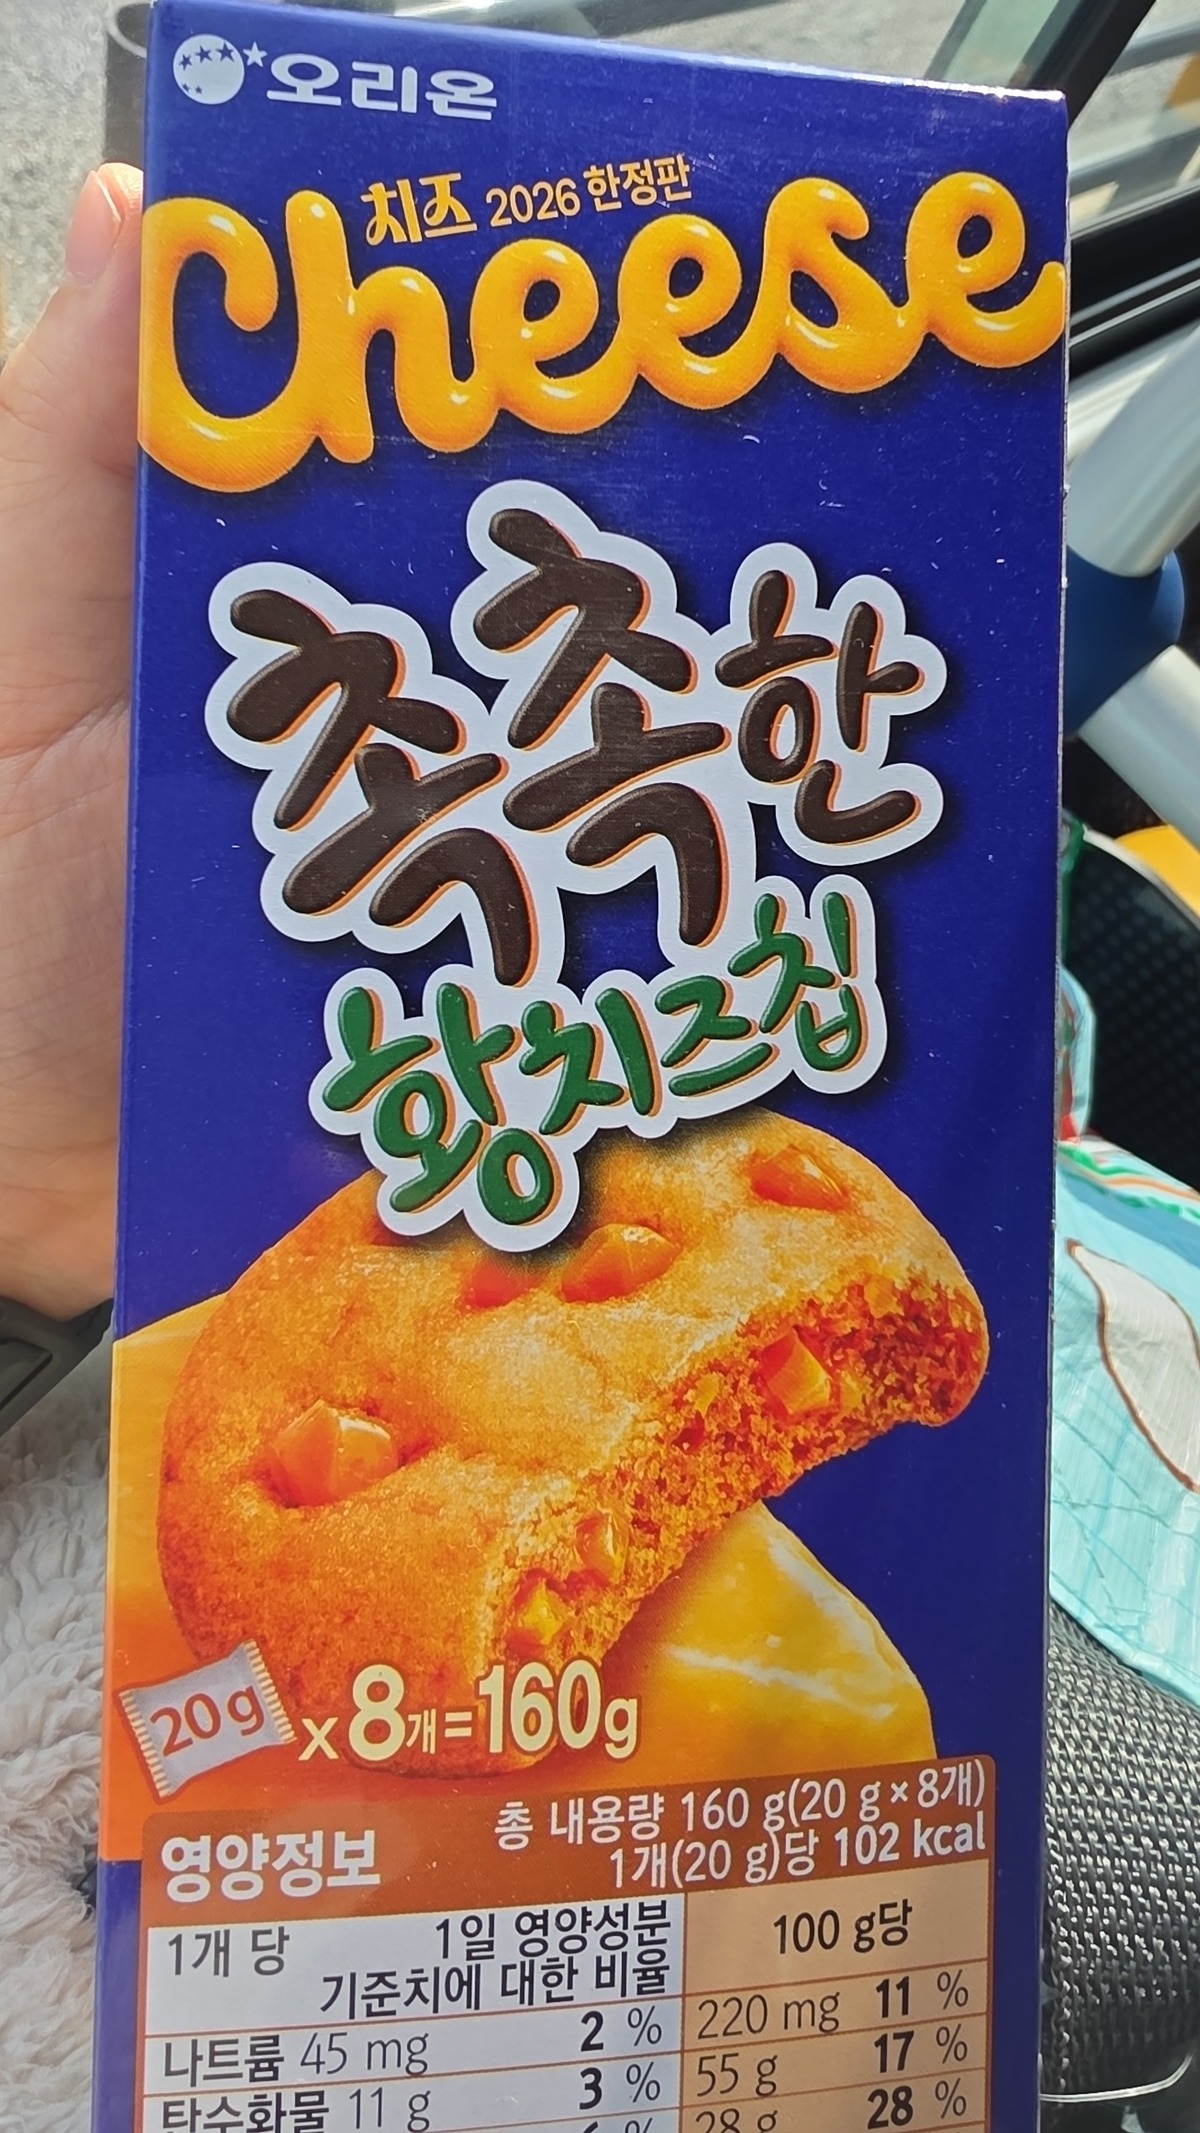 오리온
치즈 2026 한정판
Cheese
촉촉한
황치즈칩
20g x 8개=160g
영양정보
총 내용량 160 g(20 g×8개)
1개(20 g)당 102 kcal
1개 당 1일 영양성분 기준치에 대한 비율 100 g당
나트륨 45 mg 2 % 220 mg 11 %
탄수화물 11 g 3 % 55 g 17 %
28 g 28 %